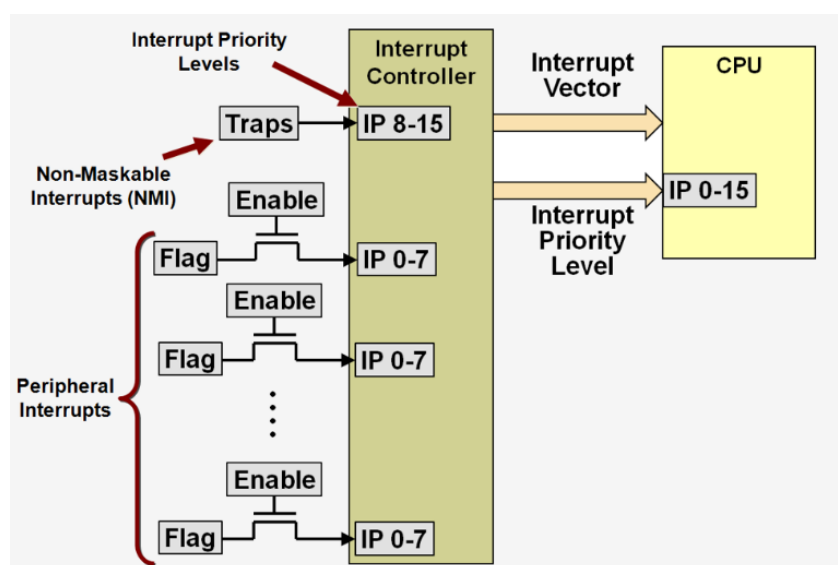 Interrupt Priority
Levels
Interrupt
Controller
Interrupt
Vector
CPU
Traps
IP 8-15
Non-Maskable
Interrupts (NMI)
IP 0-15
Interrupt
Priority
Level
Enable
Flag
IP 0-7
Enable
Flag
IP 0-7
Peripheral
Interrupts
Enable
Flag
IP 0-7